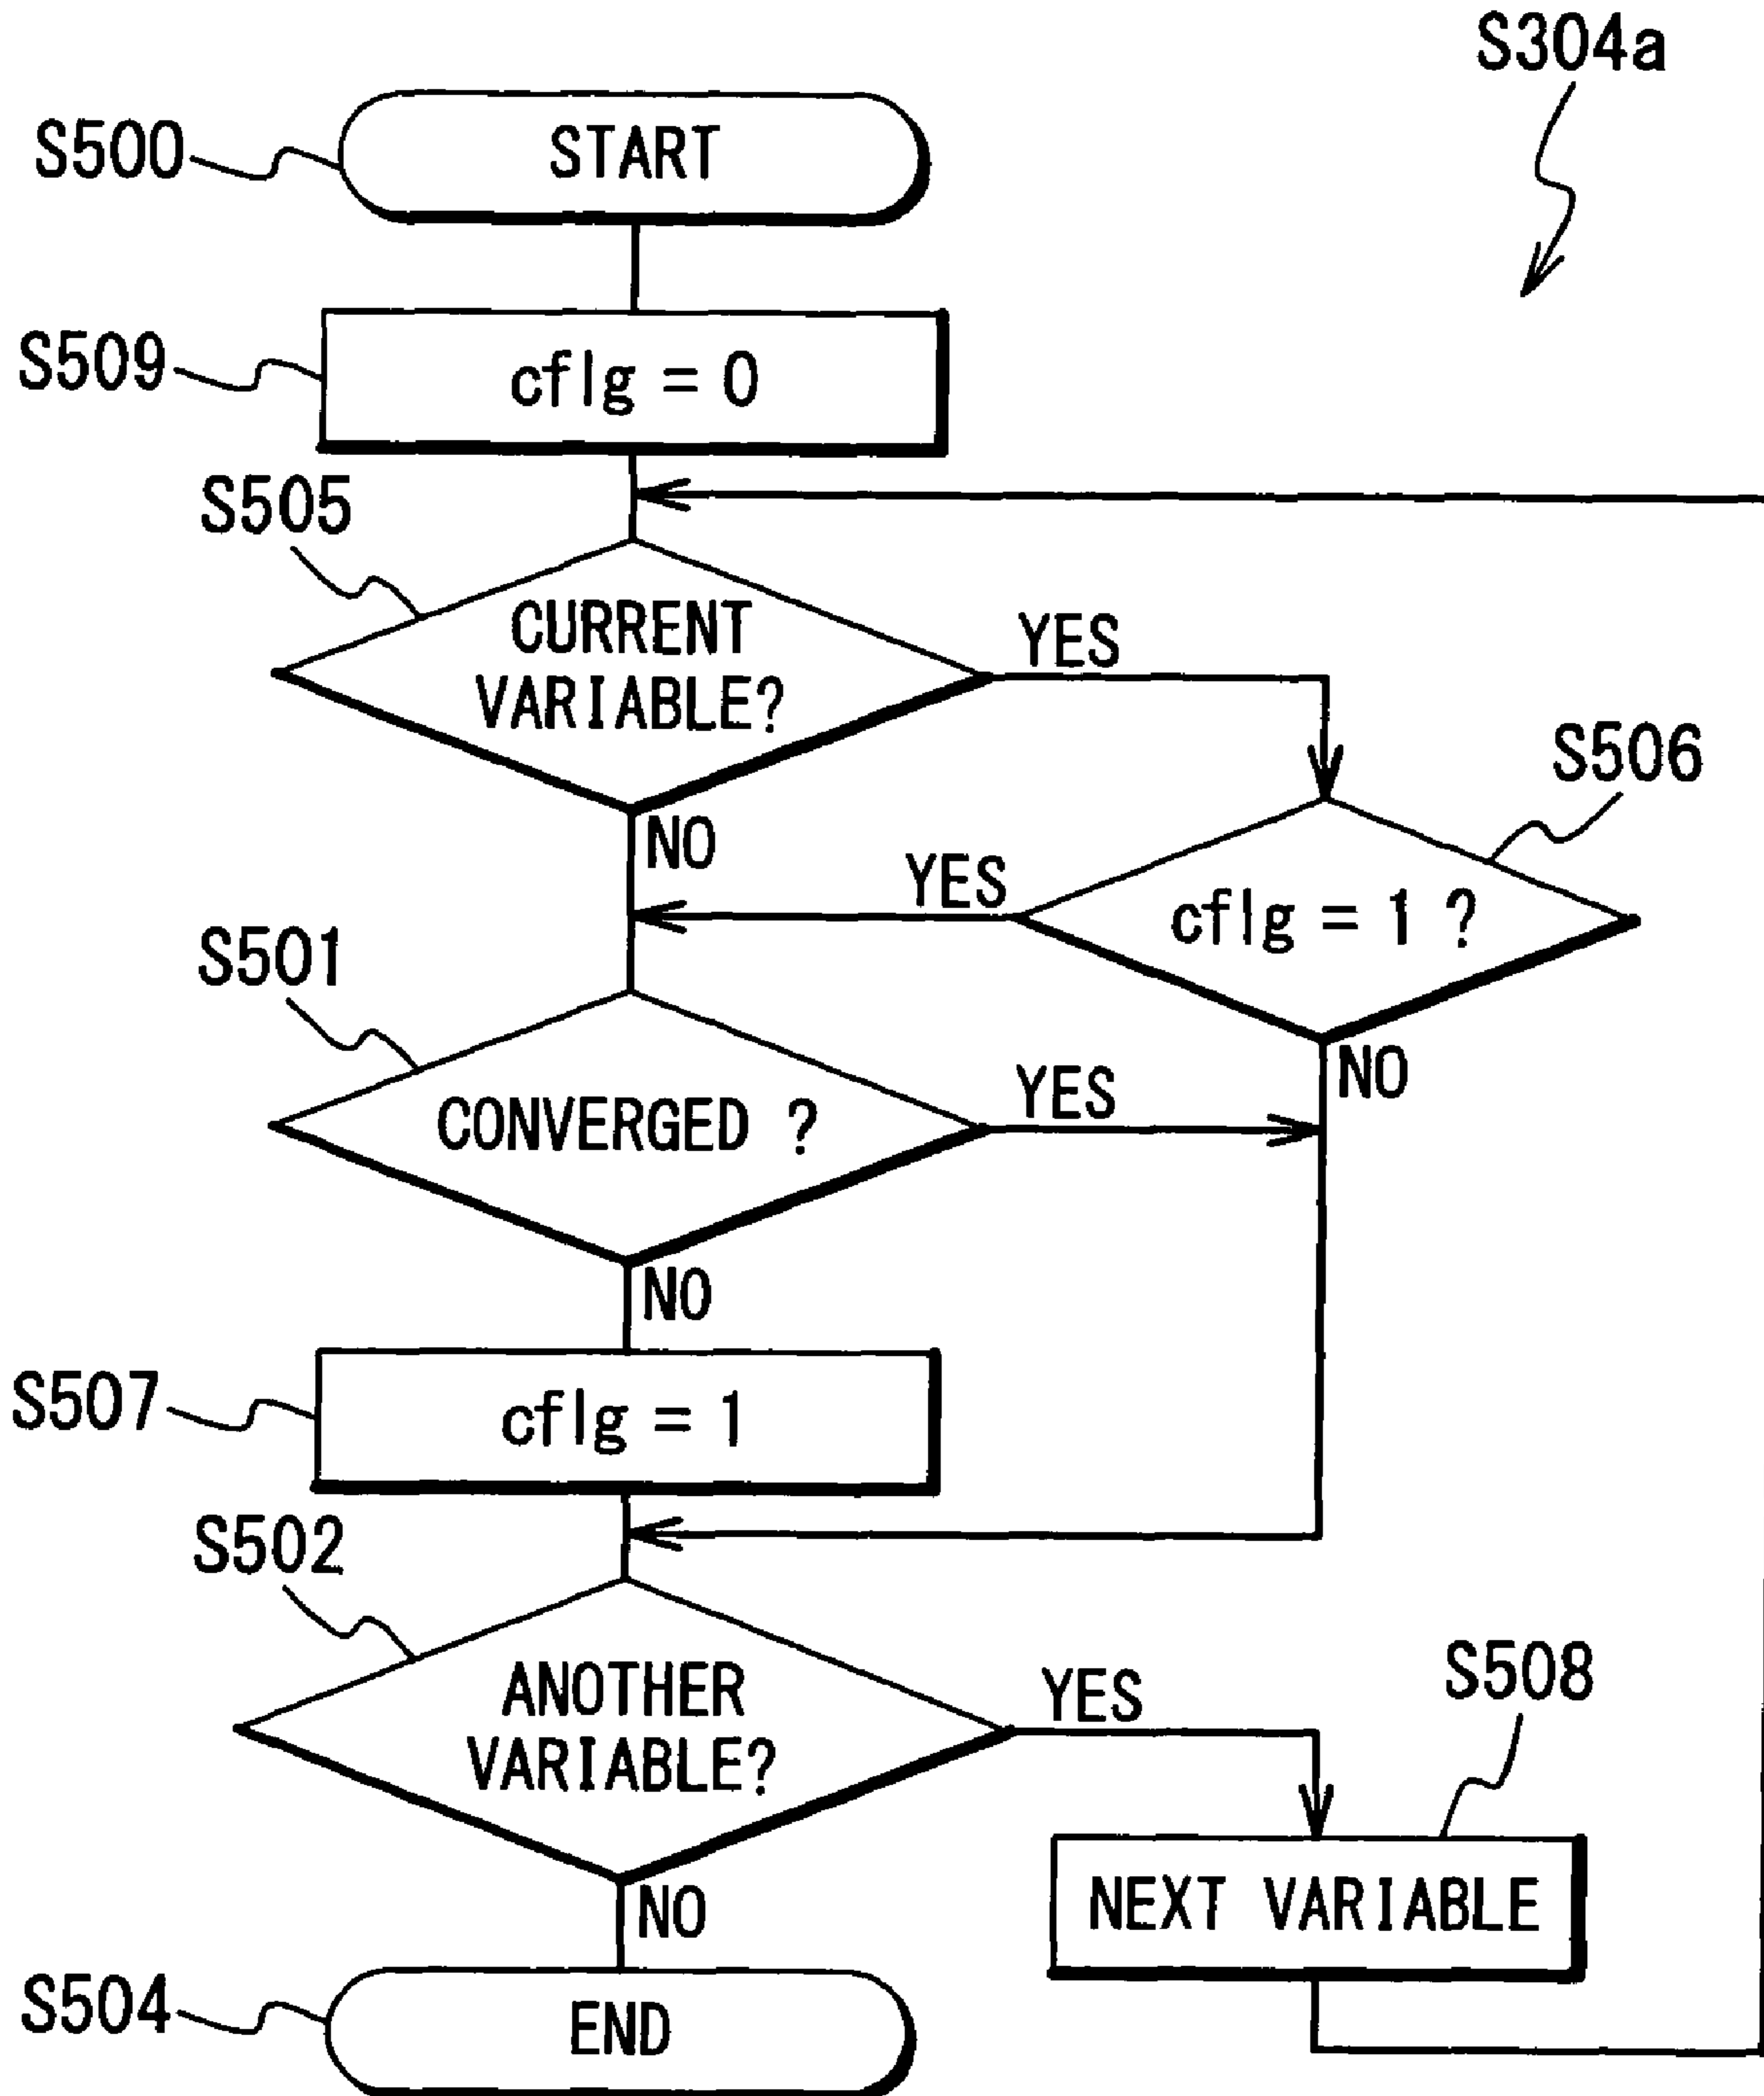 S304a
S500
START
S509
cflg = 0
S505
CURRENT
VARIABLE?
YES
S506
NO
YES
cflg = 1 ?
S501
CONVERGED ?
YES
NO
NO
S507
cflg = 1
S502
ANOTHER
VARIABLE?
YES
S508
NEXT VARIABLE
NO
S504
END